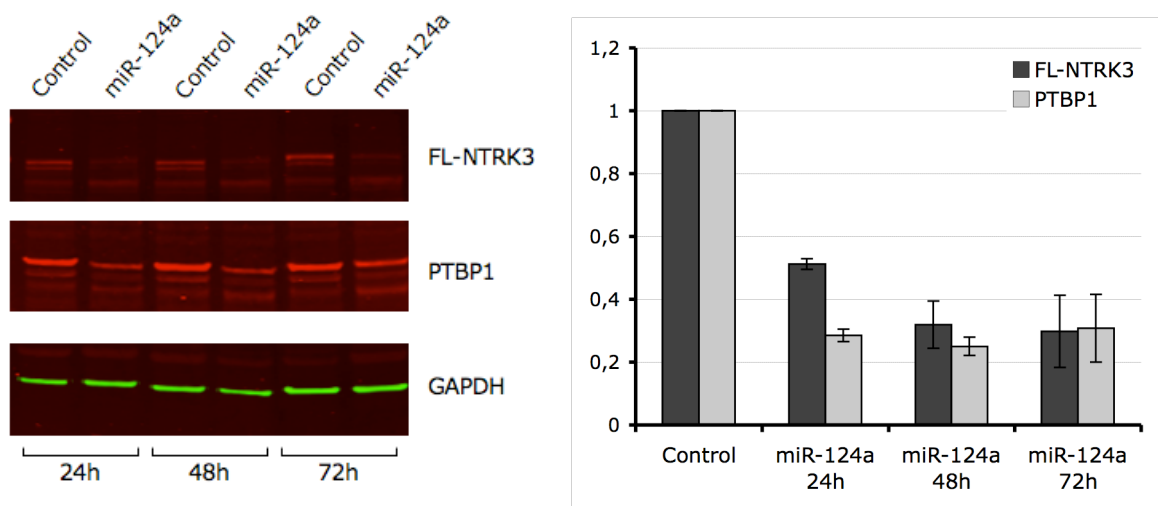 Control
miR-124a
Control
miR-124a
Control
miR-124a
FL-NTRK3
PTBP1
GAPDH
24h
48h
72h
1,2
1
0,8
0,6
0,4
0,2
0
FL-NTRK3
PTBP1
Control
miR-124a
24h
miR-124a
48h
miR-124a
72h